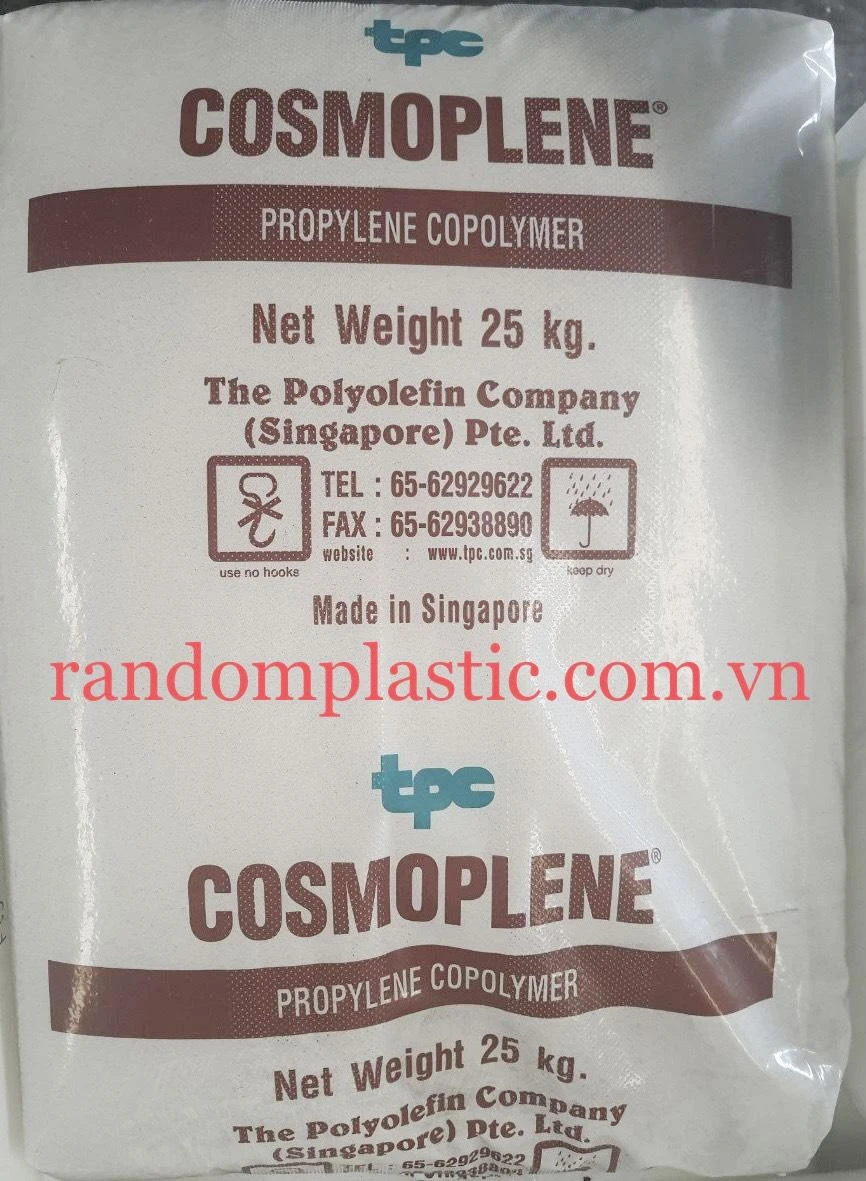 tpc
COSMOPLENE®
PROPYLENE COPOLYMER
Net Weight 25 kg.
The Polyolefin Company
(Singapore) Pte. Ltd.
TEL : 65-62929622
FAX : 65-62938890
website : www.tpc.com.sg
use no hooks
keep dry
Made in Singapore
randomplastic.com.vn
tpc
COSMOPLENE®
PROPYLENE COPOLYMER
Net Weight 25 kg.
The Polyolefin Company
(Singapore) Pte. Ltd.
65-62929622